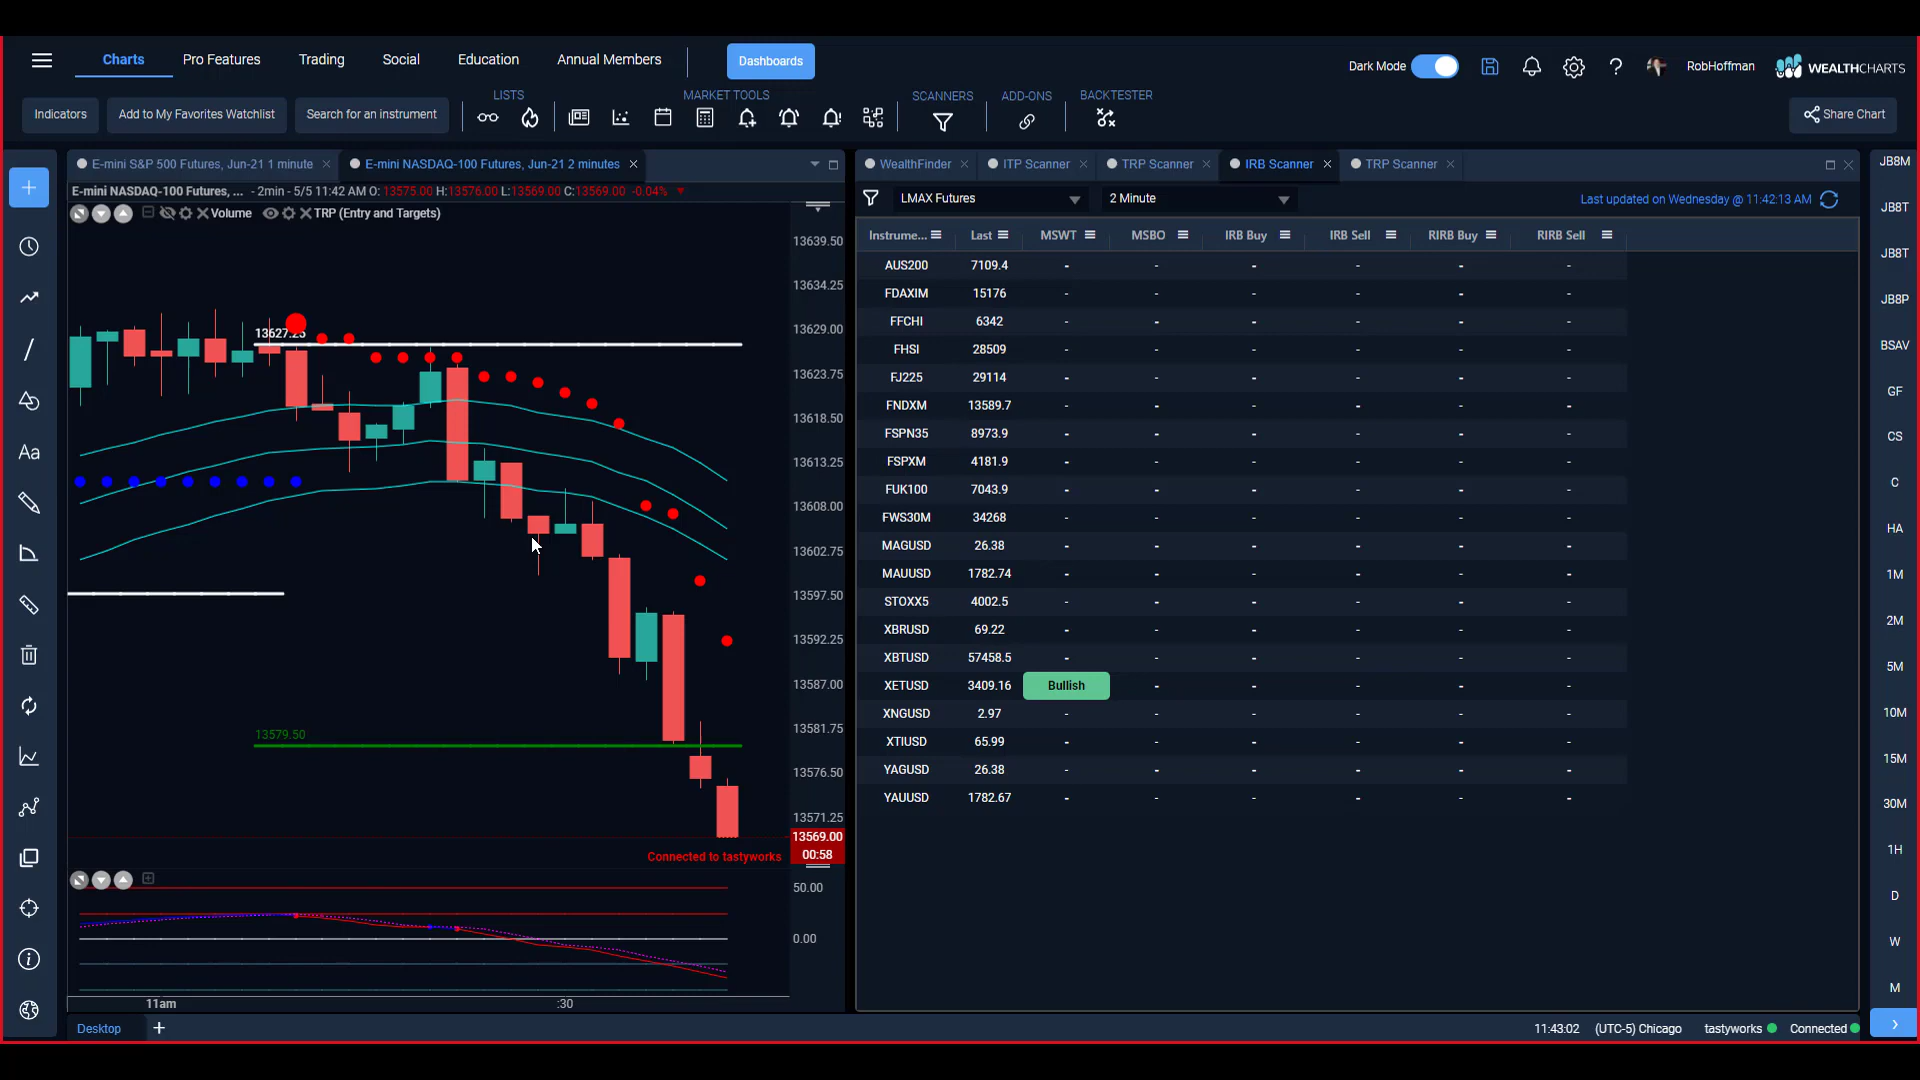 Charts Pro Features Trading Social Education Annual Members Dashboards Dark Mode RobHoffman WEALTHCHARTS
LISTS MARKET TOOLS SCANNERS ADD-ONS BACKTESTER
Indicators Add to My Favorites Watchlist Search for an instrument Share Chart
E-mini S&P 500 Futures, Jun-21 1 minute E-mini NASDAQ-100 Futures, Jun-21 2 minutes
E-mini NASDAQ-100 Futures, ... - 2min - 5/5 11:42 AM O: 13575.00 H: 13576.00 L: 13569.00 C: 13569.00 -0.04%
Volume TRP (Entry and Targets)
13639.50
13634.25
13629.00
13627.25
13623.75
13618.50
13613.25
13608.00
13602.75
13597.50
13592.25
13587.00
13581.75
13579.50
13576.50
13571.25
13569.00
00:58
Connected to tastyworks
50.00
0.00
11am :30
Desktop +
WealthFinder ITP Scanner TRP Scanner IRB Scanner TRP Scanner
LMAX Futures 2 Minute Last updated on Wednesday @ 11:42:13 AM
Instrume... Last MSWT MSBO IRB Buy IRB Sell RIRB Buy RIRB Sell
AUS200 7109.4 - - - - - -
FDAXIM 15176 - - - - - -
FFCHI 6342 - - - - - -
FHSI 28509 - - - - - -
FJ225 29114 - - - - - -
FNDXM 13589.7 - - - - - -
FSPN35 8973.9 - - - - - -
FSPXM 4181.9 - - - - - -
FUK100 7043.9 - - - - - -
FWS30M 34268 - - - - - -
MAGUSD 26.38 - - - - - -
MAUUSD 1782.74 - - - - - -
STOXX5 4002.5 - - - - - -
XBRUSD 69.22 - - - - - -
XBTUSD 57458.5 - - - - - -
XETUSD 3409.16 Bullish - - - - -
XNGUSD 2.97 - - - - - -
XTIUSD 65.99 - - - - - -
YAGUSD 26.38 - - - - - -
YAUUSD 1782.67 - - - - - -
11:43:02 (UTC-5) Chicago tastyworks Connected
JB8M
JB8T
JB8T
JB8P
BSAV
GF
CS
C
HA
1M
2M
5M
10M
15M
30M
1H
D
W
M
Aa